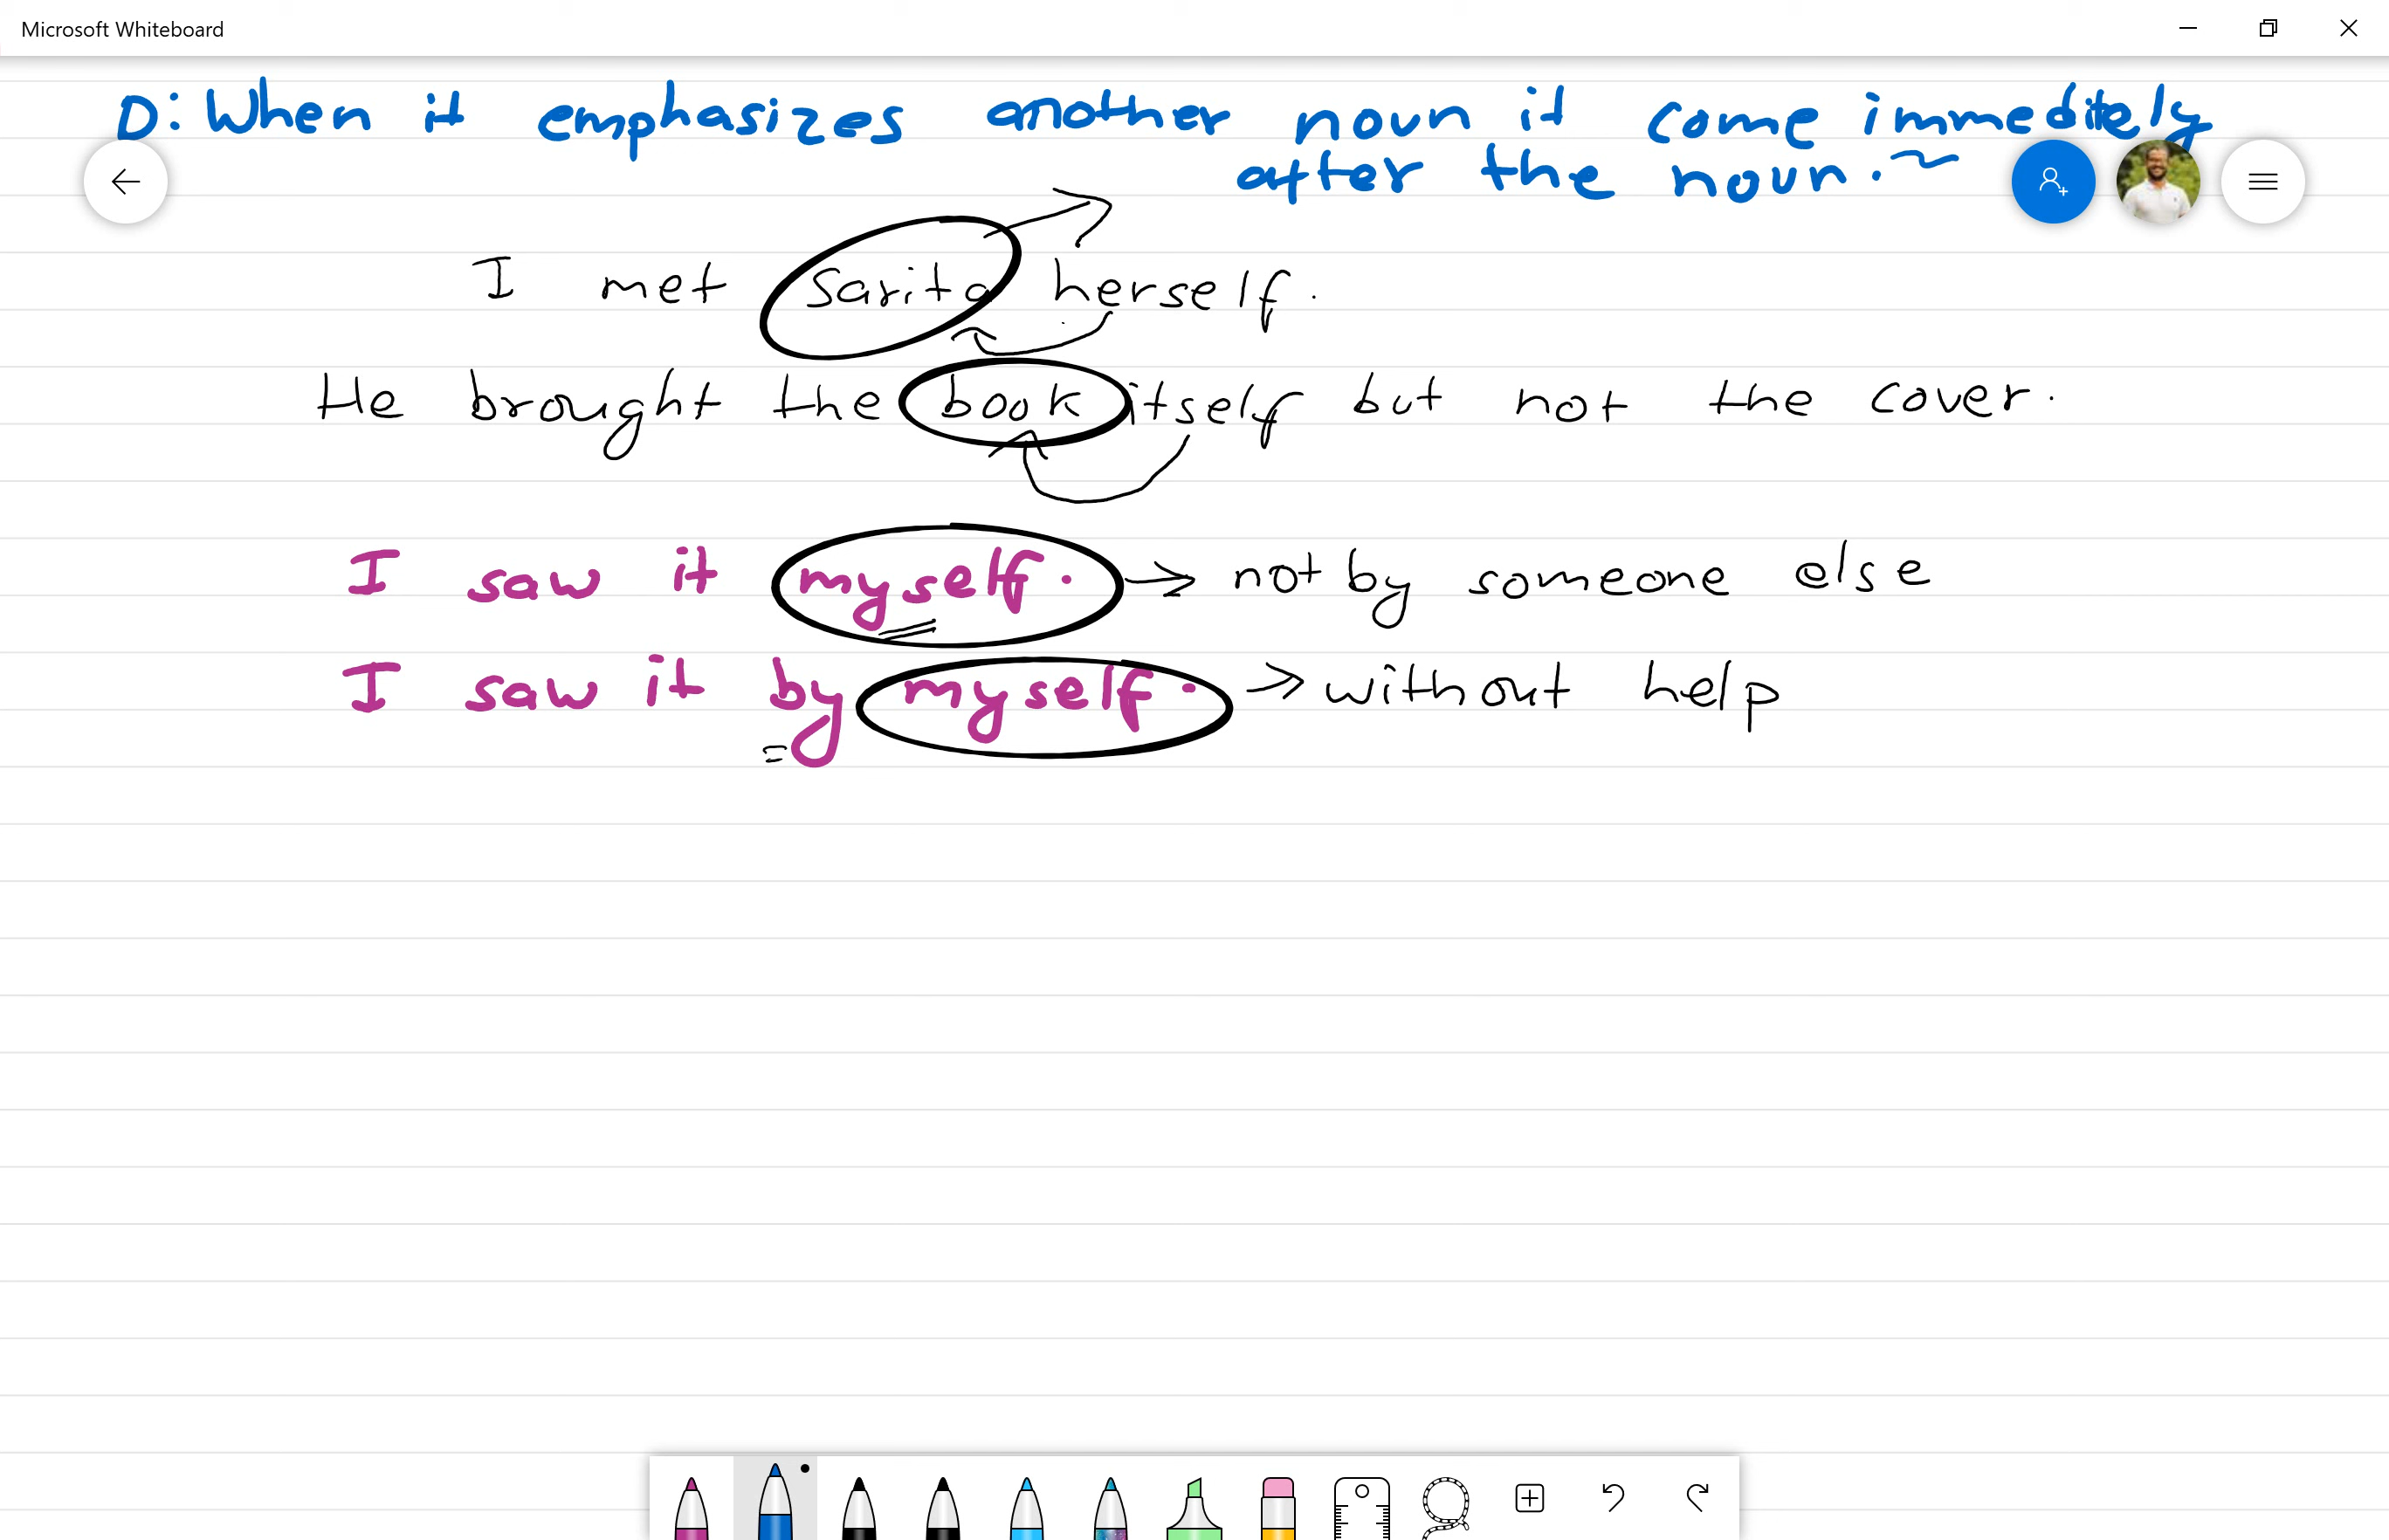 Microsoft Whiteboard
D: When it emphasizes another noun it come immeditely
after the noun.
I met Sarita herself.
He brought the book itself but not the cover.
I saw it myself. → not by someone else
I saw it by myself. → without help